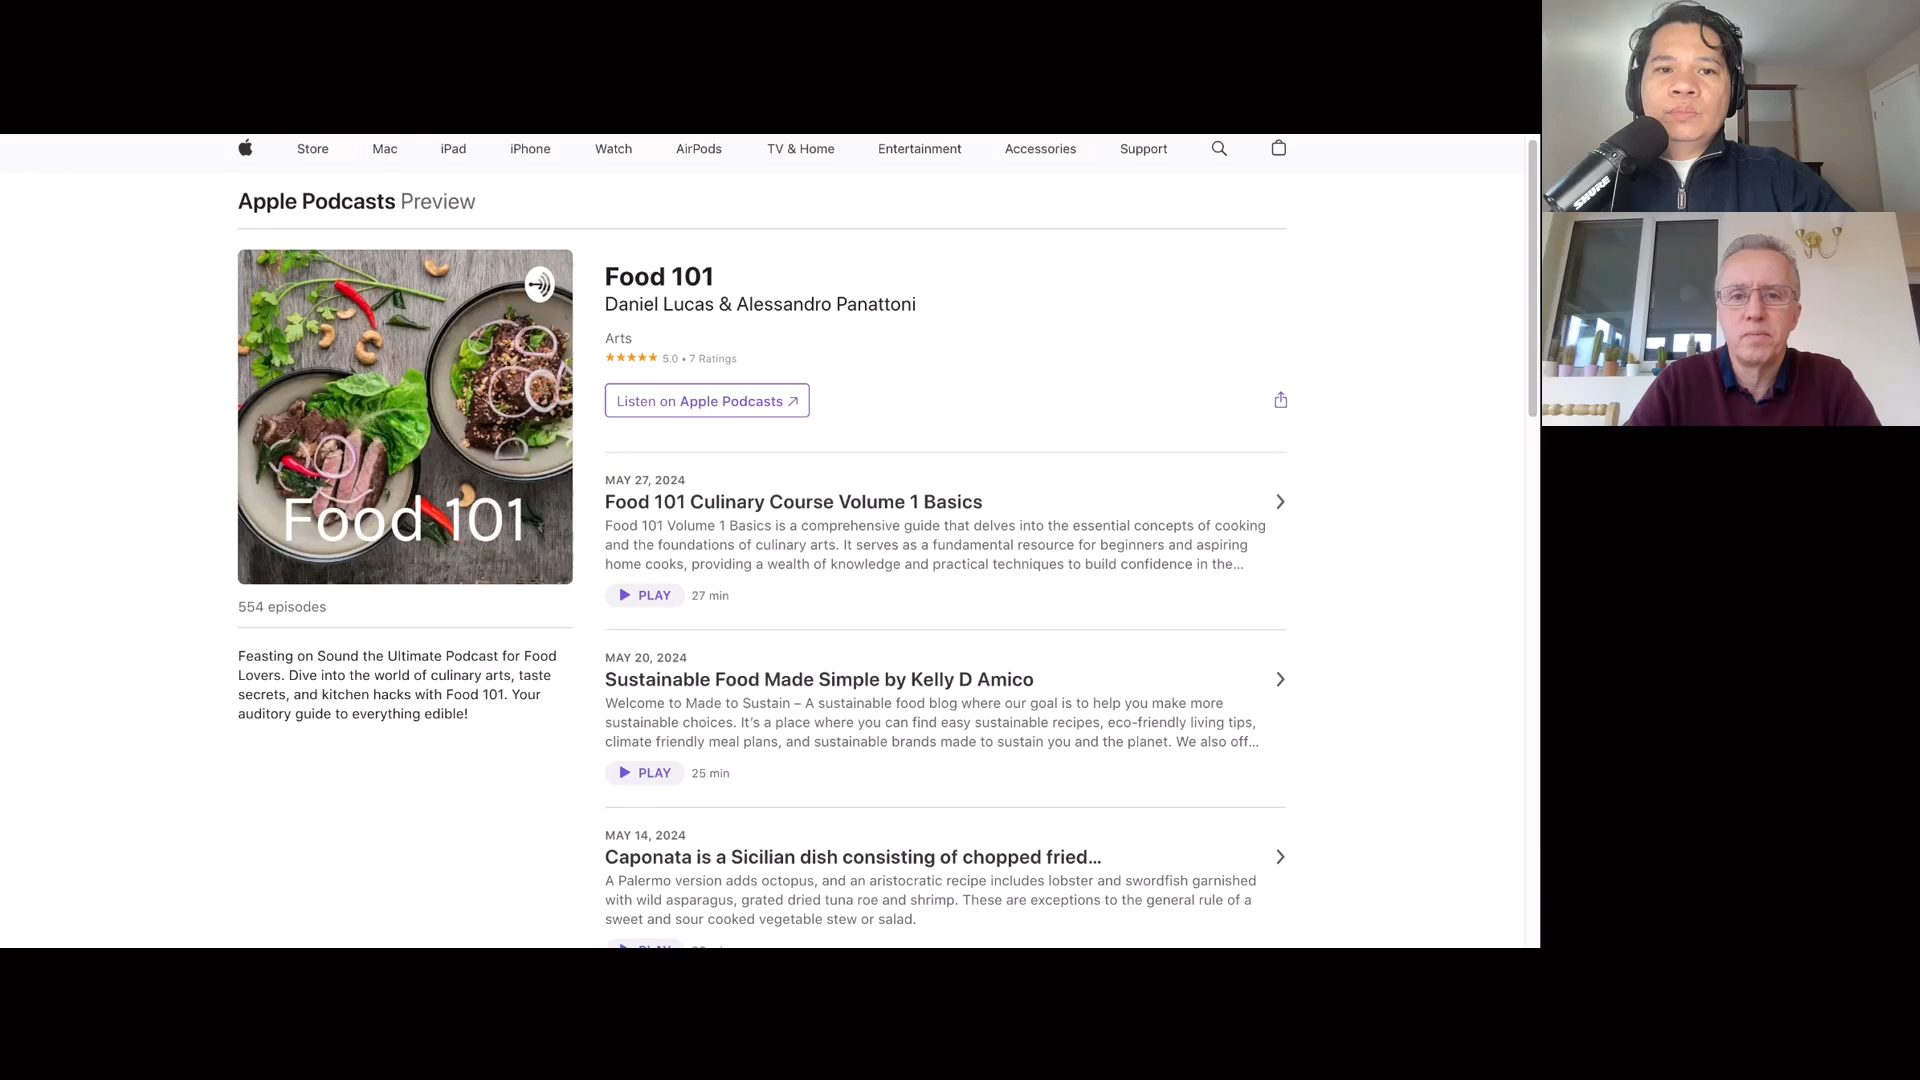 Store
Mac
iPad
iPhone
Watch
AirPods
TV & Home
Entertainment
Accessories
Support
Apple Podcasts Preview
Food 101
554 episodes
Feasting on Sound the Ultimate Podcast for Food
Lovers. Dive into the world of culinary arts, taste
secrets, and kitchen hacks with Food 101. Your
auditory guide to everything edible!
Food 101
Daniel Lucas & Alessandro Panattoni
Arts
★★★★★ 5.0 • 7 Ratings
Listen on Apple Podcasts ↗
MAY 27, 2024
Food 101 Culinary Course Volume 1 Basics
Food 101 Volume 1 Basics is a comprehensive guide that delves into the essential concepts of cooking
and the foundations of culinary arts. It serves as a fundamental resource for beginners and aspiring
home cooks, providing a wealth of knowledge and practical techniques to build confidence in the...
PLAY 27 min
MAY 20, 2024
Sustainable Food Made Simple by Kelly D Amico
Welcome to Made to Sustain – A sustainable food blog where our goal is to help you make more
sustainable choices. It's a place where you can find easy sustainable recipes, eco-friendly living tips,
climate friendly meal plans, and sustainable brands made to sustain you and the planet. We also off...
PLAY 25 min
MAY 14, 2024
Caponata is a Sicilian dish consisting of chopped fried...
A Palermo version adds octopus, and an aristocratic recipe includes lobster and swordfish garnished
with wild asparagus, grated dried tuna roe and shrimp. These are exceptions to the general rule of a
sweet and sour cooked vegetable stew or salad.
SHURE